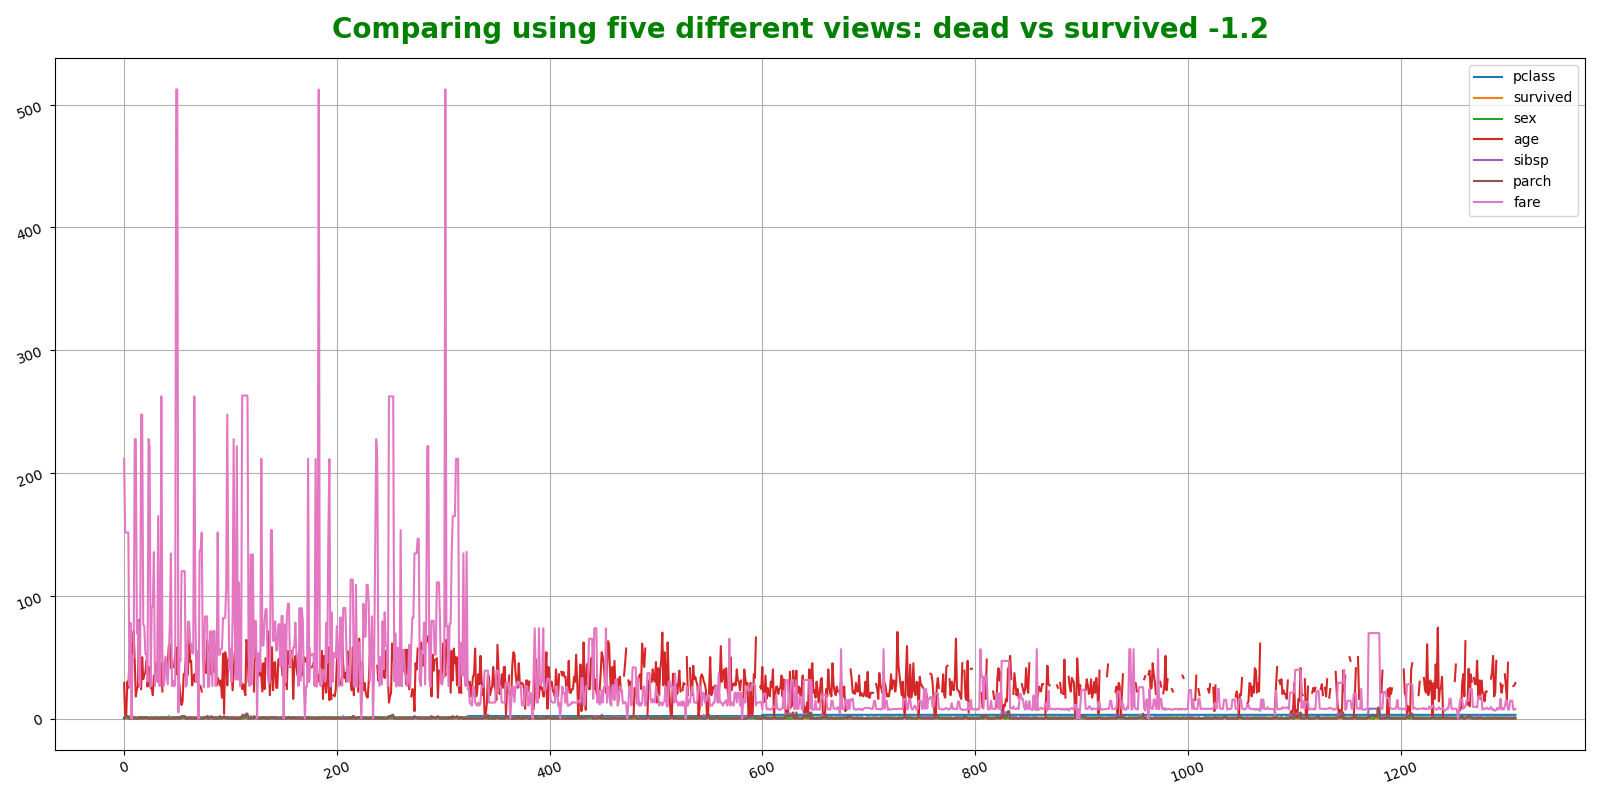 Comparing using five different views: dead vs survived -1.2
pclass
survived
sex
age
sibsp
parch
fare
500
400
300
200
100
0
0
200
400
600
800
1000
1200